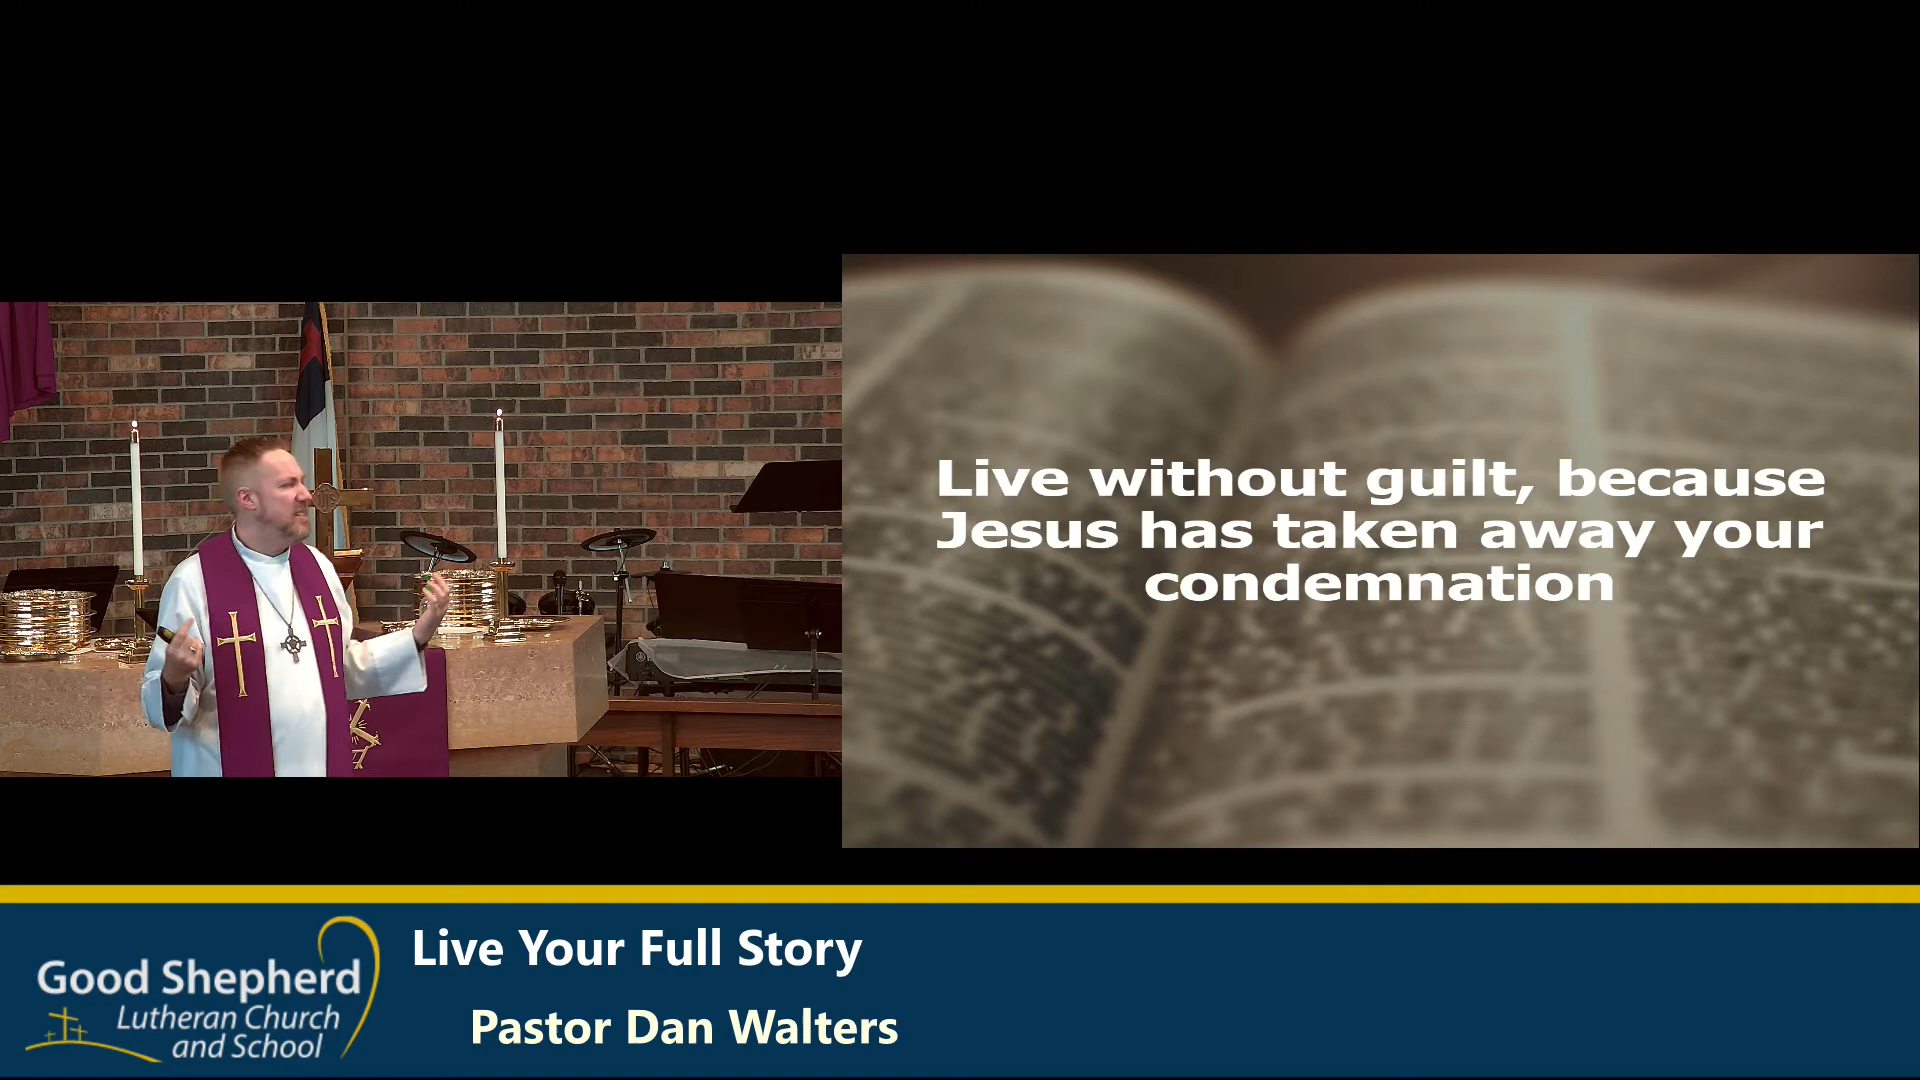 Live without guilt, because
Jesus has taken away your
condemnation
Good Shepherd
Lutheran Church
and School
Live Your Full Story
Pastor Dan Walters